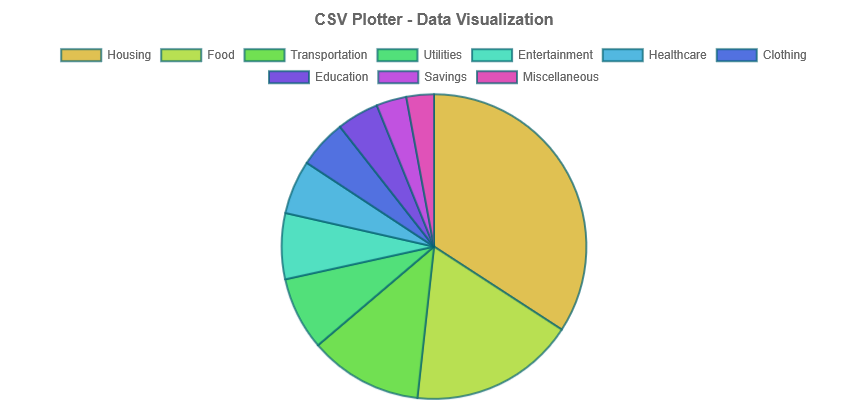 CSV Plotter - Data Visualization
Housing Food Transportation Utilities Entertainment Healthcare Clothing
Education Savings Miscellaneous